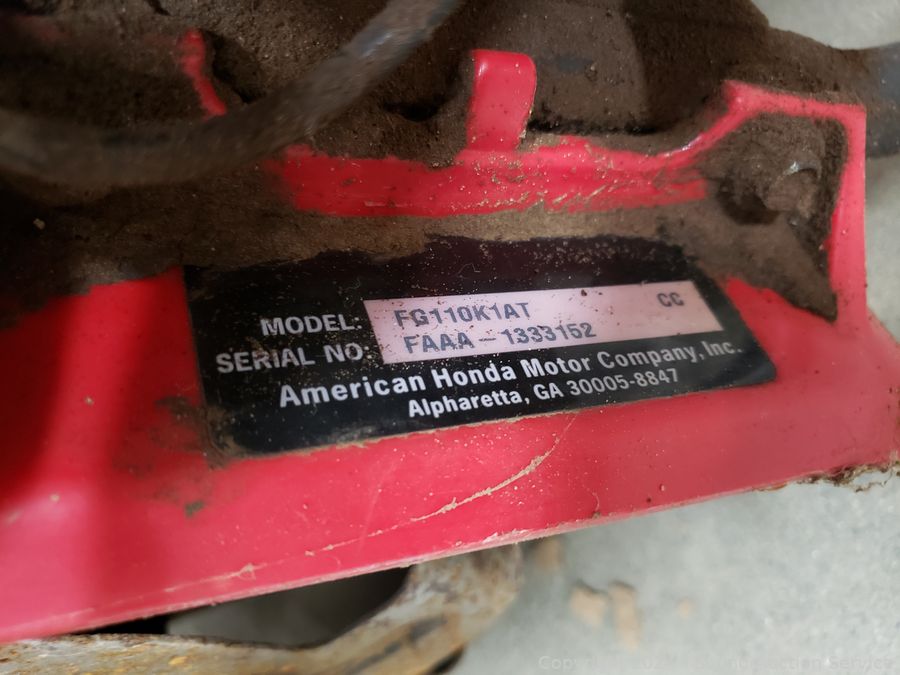 MODEL: FG110K1AT CC
SERIAL NO. FAAA-1333152
American Honda Motor Company, Inc.
Alpharetta, GA 30005-8847